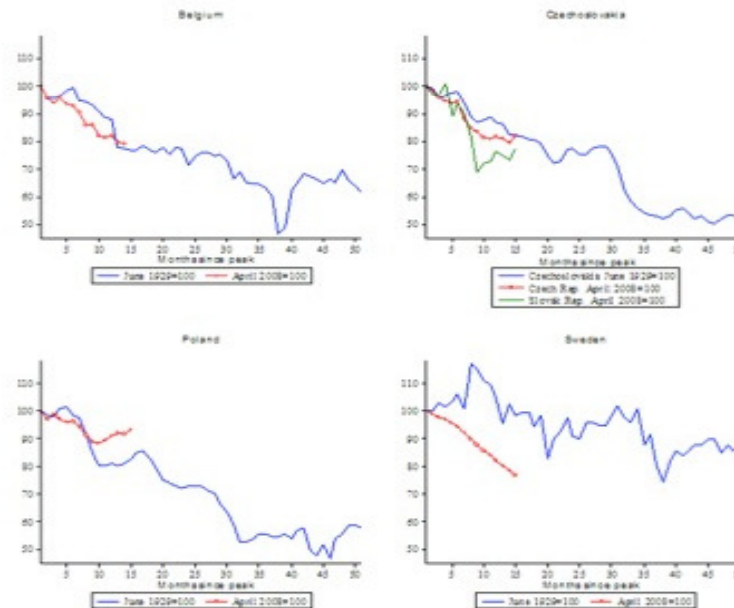 Belgium
110
100
90
80
70
60
50
5 10 15 20 25 30 35 40 45 50
Months since peak
June 1929=100 April 2008=100
Czechoslovakia
110
100
90
80
70
60
50
5 10 15 20 25 30 35 40 45
Months since peak
Czechoslovakia June 1929=100
Czech Rep. April 2008=100
Slovak Rep. April 2008=100
Poland
110
100
90
80
70
60
50
5 10 15 20 25 30 35 40 45 50
Months since peak
June 1929=100 April 2008=100
Sweden
110
100
90
80
70
60
50
5 10 15 20 25 30 35 40 45
Months since peak
June 1929=100 April 2008=100